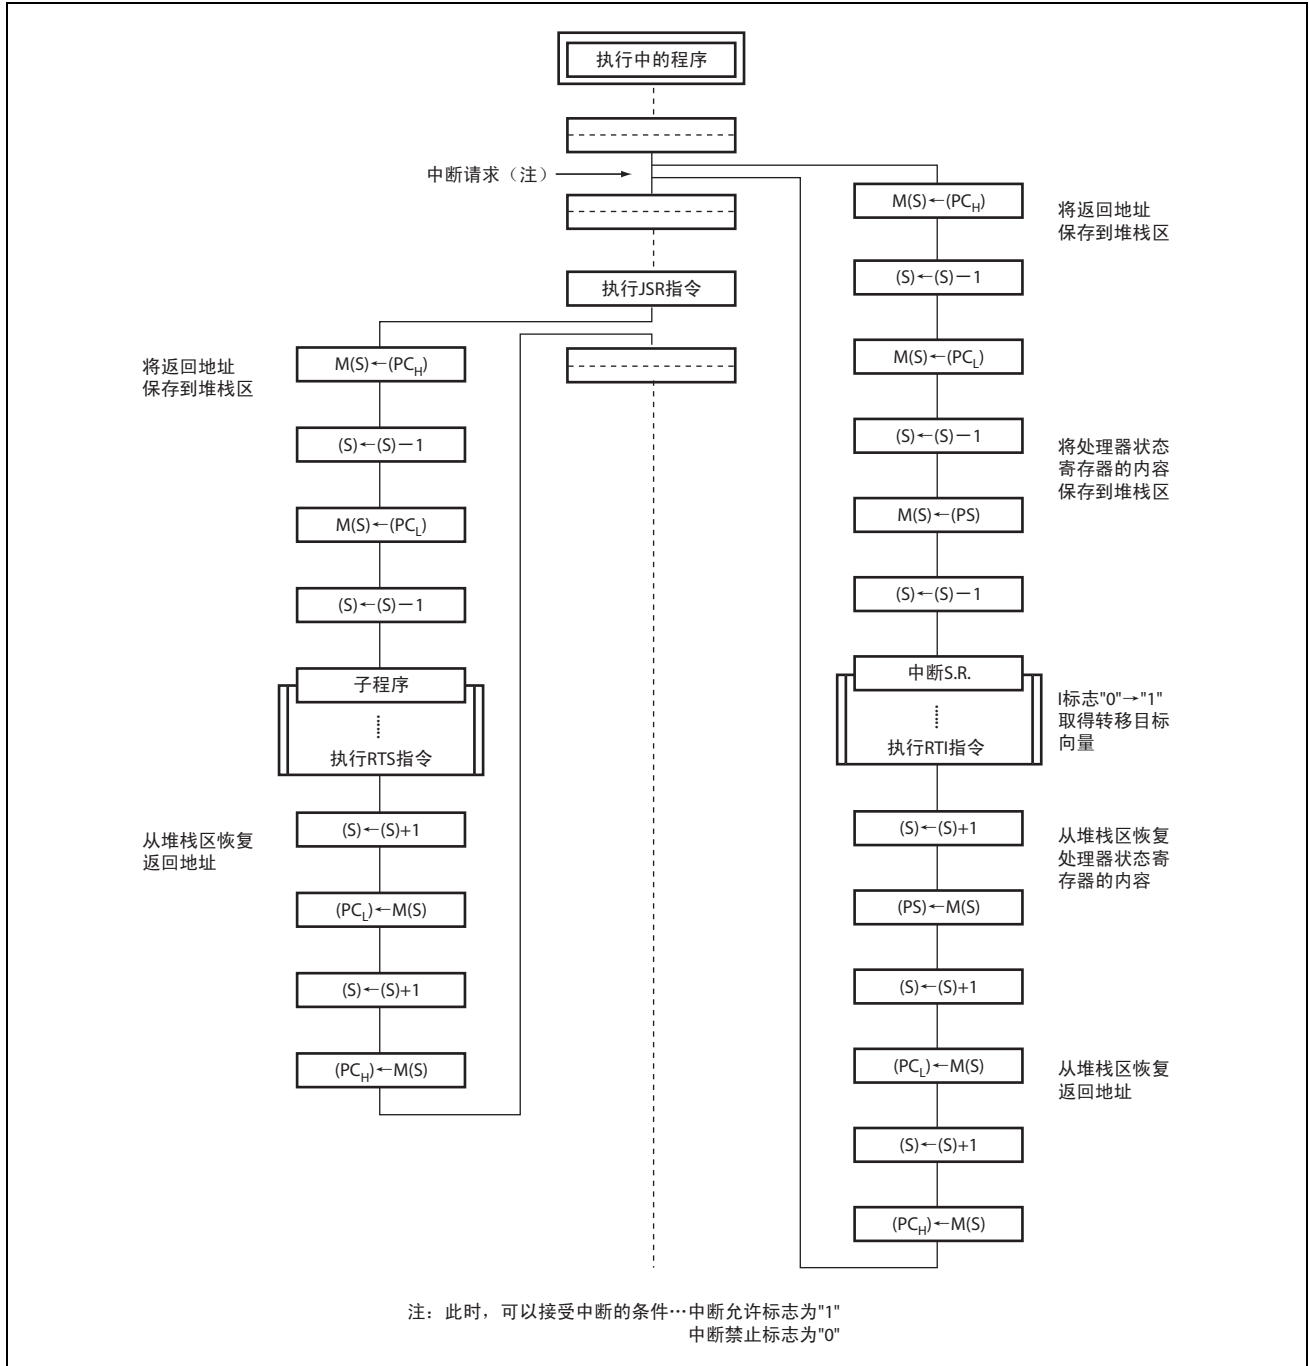 执行中的程序
中断请求（注）
执行JSR指令
将返回地址
保存到堆栈区
M(S)←(PC_H)
(S)←(S)－1
M(S)←(PC_L)
(S)←(S)－1
子程序
执行RTS指令
从堆栈区恢复
返回地址
(S)←(S)+1
(PC_L)←M(S)
(S)←(S)+1
(PC_H)←M(S)
M(S)←(PC_H)
将返回地址
保存到堆栈区
(S)←(S)－1
M(S)←(PC_L)
(S)←(S)－1
将处理器状态
寄存器的内容
保存到堆栈区
M(S)←(PS)
(S)←(S)－1
中断S.R.
执行RTI指令
I标志"0"→"1"
取得转移目标
向量
(S)←(S)+1
从堆栈区恢复
处理器状态寄
存器的内容
(PS)←M(S)
(S)←(S)+1
(PC_L)←M(S)
从堆栈区恢复
返回地址
(S)←(S)+1
(PC_H)←M(S)
注：此时，可以接受中断的条件…中断允许标志为"1"
中断禁止标志为"0"